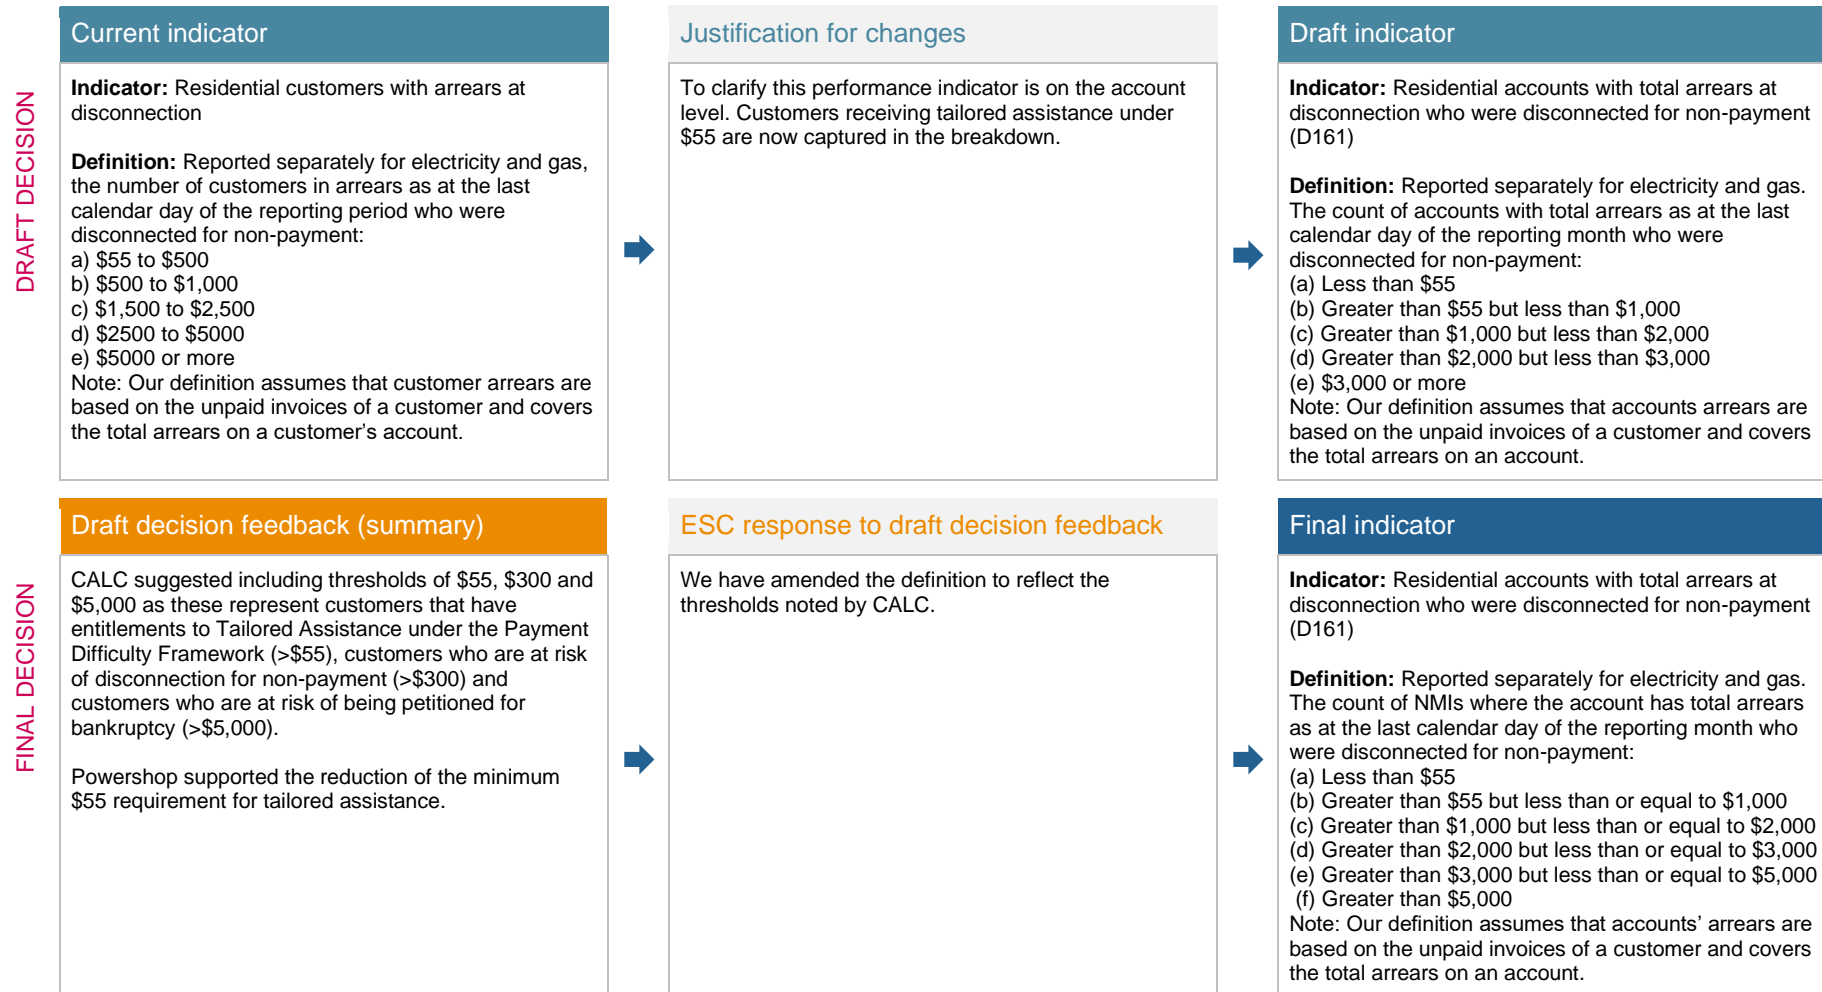 DRAFT DECISION
Current indicator
Indicator: Residential customers with arrears at
disconnection
Definition: Reported separately for electricity and gas,
the number of customers in arrears as at the last
calendar day of the reporting period who were
disconnected for non-payment:
a) $55 to $500
b) $500 to $1,000
c) $1,500 to $2,500
d) $2500 to $5000
e) $5000 or more
Note: Our definition assumes that customer arrears are
based on the unpaid invoices of a customer and covers
the total arrears on a customer's account.
Justification for changes
To clarify this performance indicator is on the account
level. Customers receiving tailored assistance under
$55 are now captured in the breakdown.
Draft indicator
Indicator: Residential accounts with total arrears at
disconnection who were disconnected for non-payment
(D161)
Definition: Reported separately for electricity and gas.
The count of accounts with total arrears as at the last
calendar day of the reporting month who were
disconnected for non-payment:
(a) Less than $55
(b) Greater than $55 but less than $1,000
(c) Greater than $1,000 but less than $2,000
(d) Greater than $2,000 but less than $3,000
(e) $3,000 or more
Note: Our definition assumes that accounts arrears are
based on the unpaid invoices of a customer and covers
the total arrears on an account.
FINAL DECISION
Draft decision feedback (summary)
CALC suggested including thresholds of $55, $300 and
$5,000 as these represent customers that have
entitlements to Tailored Assistance under the Payment
Difficulty Framework (>$55), customers who are at risk
of disconnection for non-payment (>$300) and
customers who are at risk of being petitioned for
bankruptcy (>$5,000).
Powershop supported the reduction of the minimum
$55 requirement for tailored assistance.
ESC response to draft decision feedback
We have amended the definition to reflect the
thresholds noted by CALC.
Final indicator
Indicator: Residential accounts with total arrears at
disconnection who were disconnected for non-payment
(D161)
Definition: Reported separately for electricity and gas.
The count of NMIs where the account has total arrears
as at the last calendar day of the reporting month who
were disconnected for non-payment:
(a) Less than $55
(b) Greater than $55 but less than or equal to $1,000
(c) Greater than $1,000 but less than or equal to $2,000
(d) Greater than $2,000 but less than or equal to $3,000
(e) Greater than $3,000 but less than or equal to $5,000
(f) Greater than $5,000
Note: Our definition assumes that accounts' arrears are
based on the unpaid invoices of a customer and covers
the total arrears on an account.